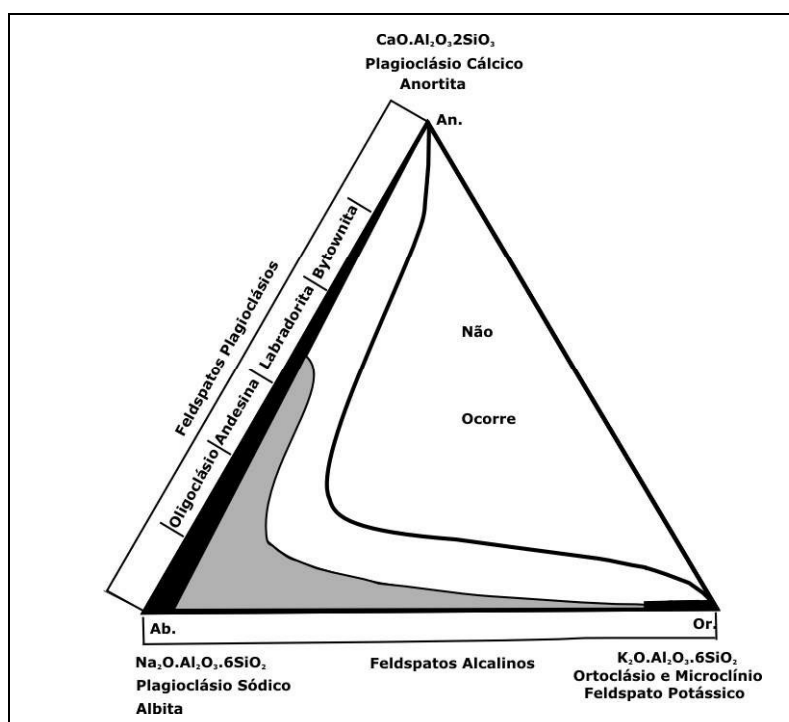 CaO.Al₂O₃2SiO₃
Plagioclásio Cálcico
Anortita
An.
Feldspatos Plagioclásios
Oligoclásio | Andesina | Labradorita | Bytownita |
Não
Ocorre
Ab.
Or.
Na₂O.Al₂O₃.6SiO₂
Plagioclásio Sódico
Albita
Feldspatos Alcalinos
K₂O.Al₂O₃.6SiO₂
Ortoclásio e Microclínio
Feldspato Potássico